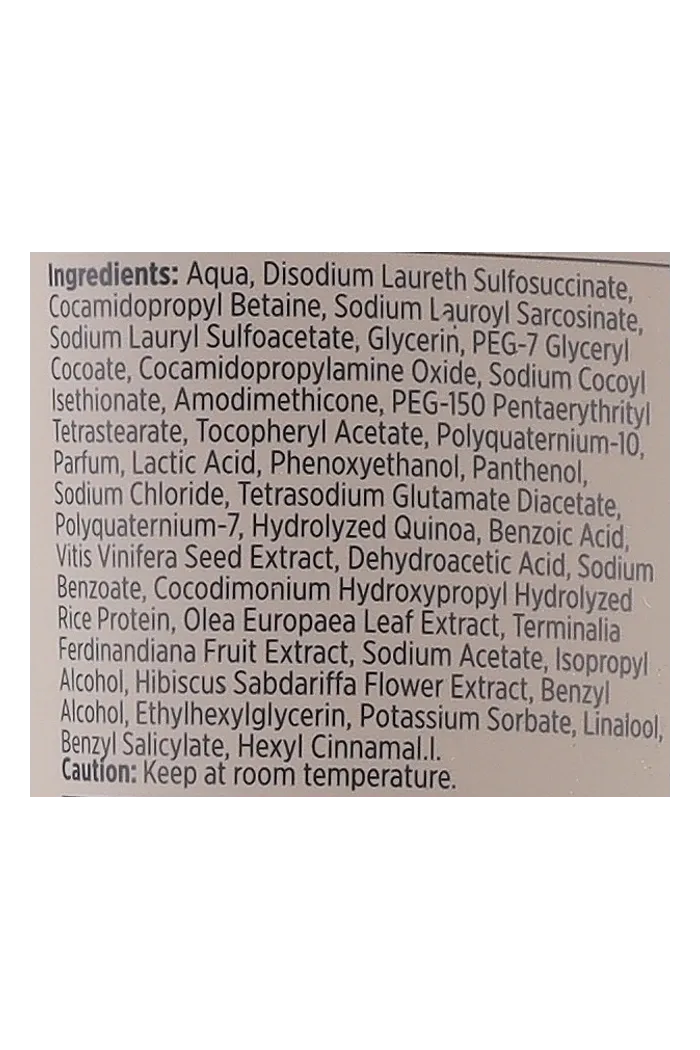 Ingredients: Aqua, Disodium Laureth Sulfosuccinate,
Cocamidopropyl Betaine, Sodium Lauroyl Sarcosinate,
Sodium Lauryl Sulfoacetate, Glycerin, PEG-7 Glyceryl
Cocoate, Cocamidopropylamine Oxide, Sodium Cocoyl
Isethionate, Amodimethicone, PEG-150 Pentaerythrityl
Tetrastearate, Tocopheryl Acetate, Polyquaternium-10,
Parfum, Lactic Acid, Phenoxyethanol, Panthenol,
Sodium Chloride, Tetrasodium Glutamate Diacetate,
Polyquaternium-7, Hydrolyzed Quinoa, Benzoic Acid,
Vitis Vinifera Seed Extract, Dehydroacetic Acid, Sodium
Benzoate, Cocodimonium Hydroxypropyl Hydrolyzed
Rice Protein, Olea Europaea Leaf Extract, Terminalia
Ferdinandiana Fruit Extract, Sodium Acetate, Isopropyl
Alcohol, Hibiscus Sabdariffa Flower Extract, Benzyl
Alcohol, Ethylhexylglycerin, Potassium Sorbate, Linalool,
Benzyl Salicylate, Hexyl Cinnamal.I.
Caution: Keep at room temperature.